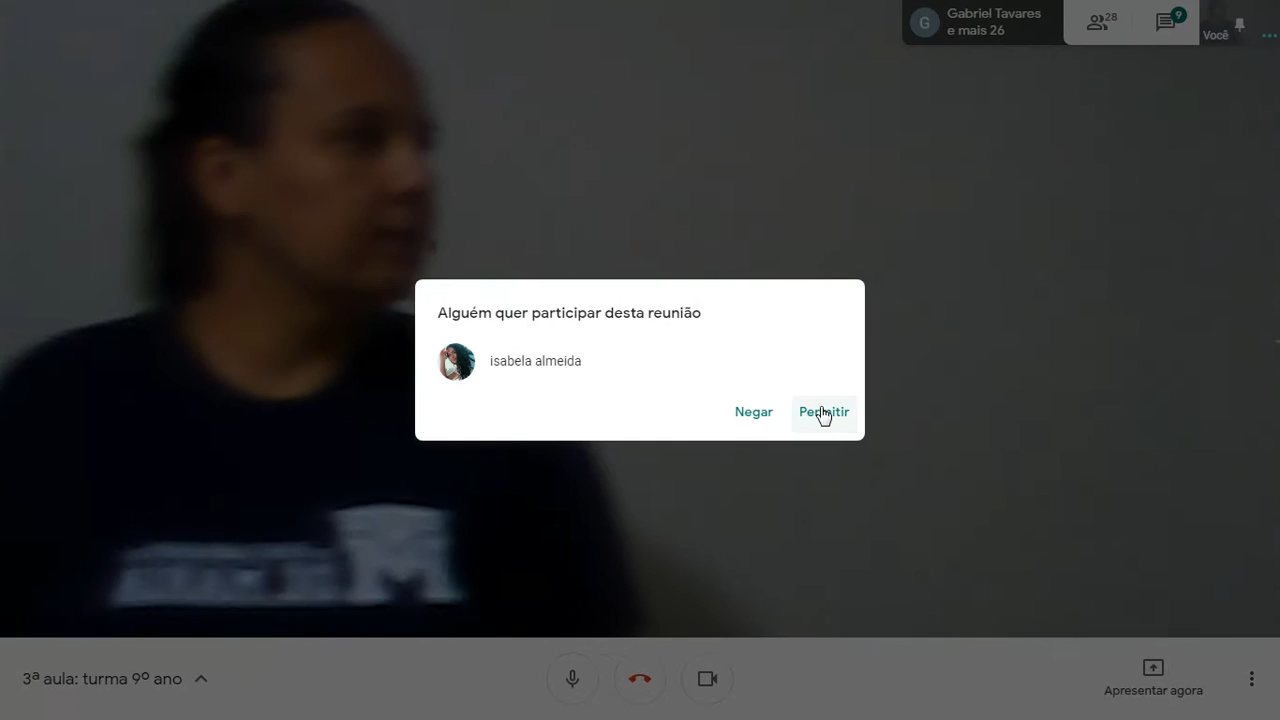 G
Gabriel Tavares
e mais 26
28
9
Você
Alguém quer participar desta reunião
isabela almeida
Negar
Permitir
M
3ª aula: turma 9º ano
Apresentar agora